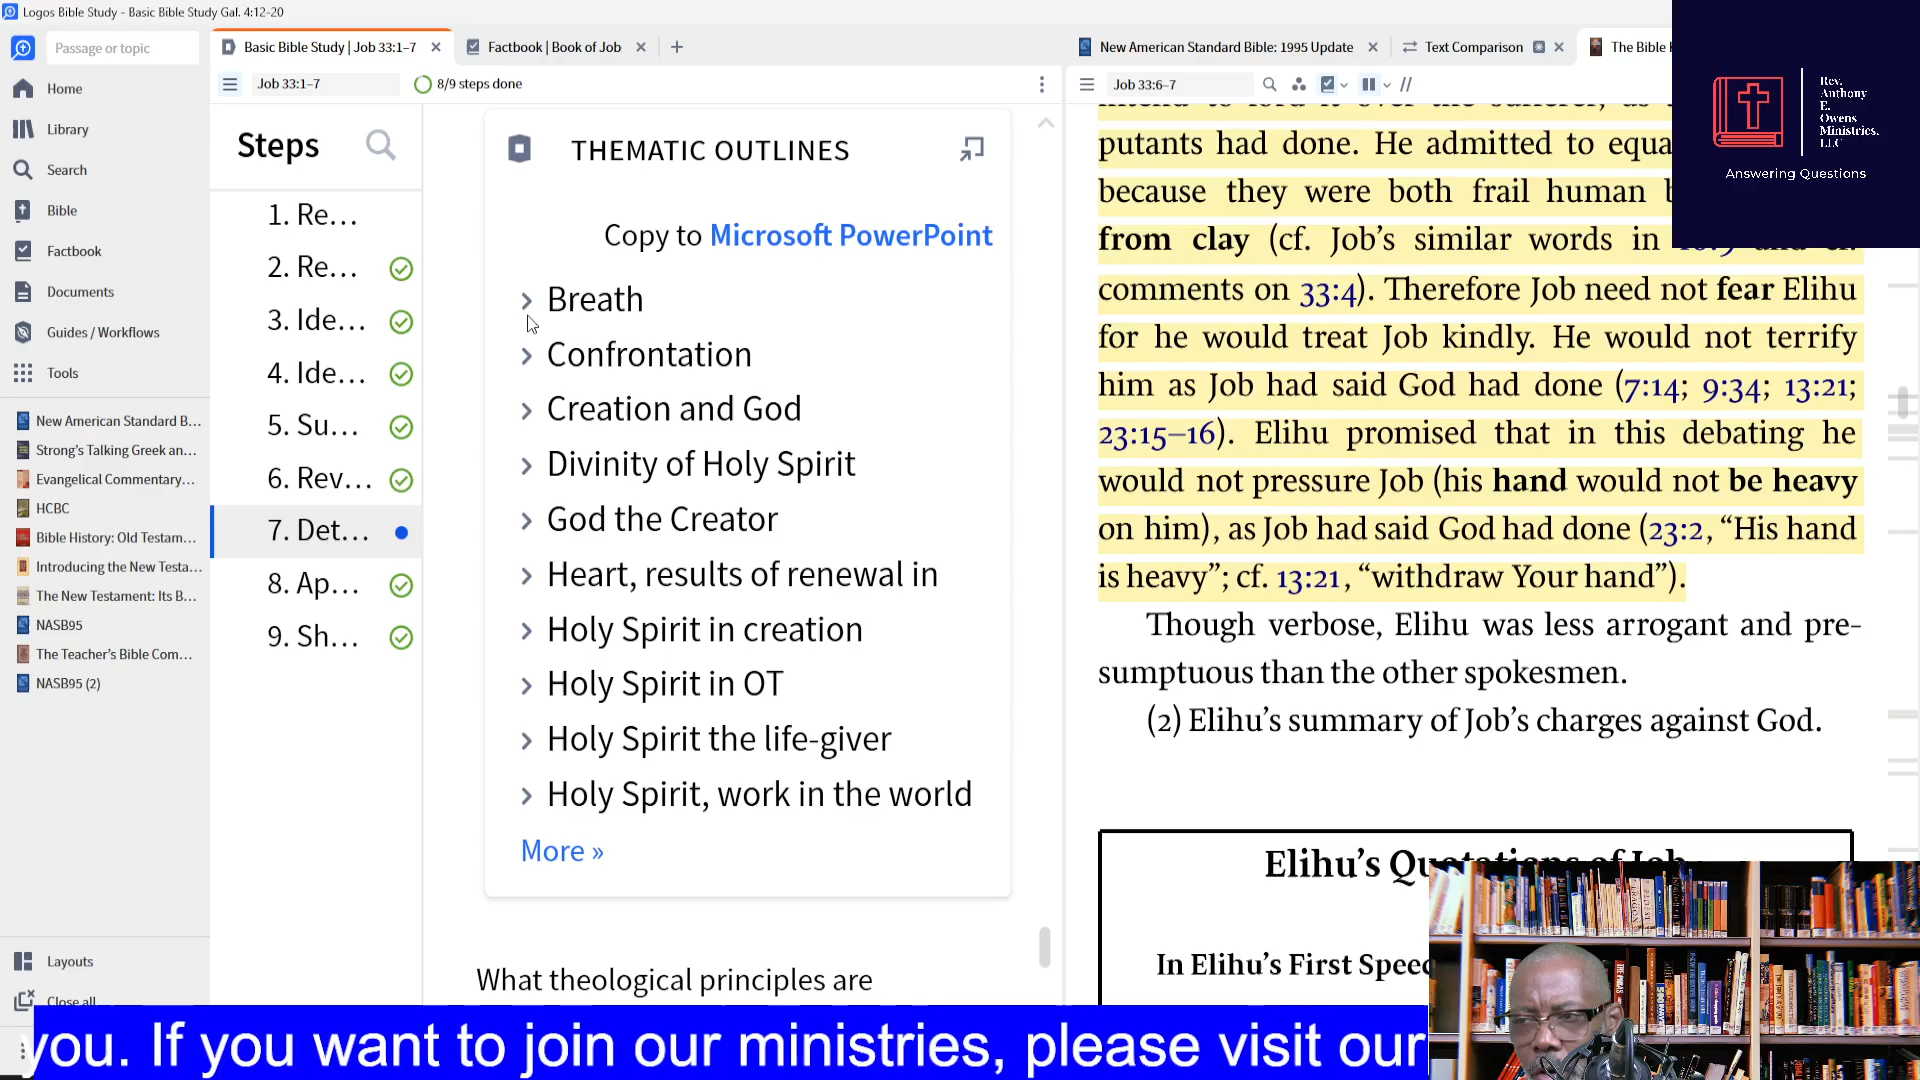 Logos Bible Study - Basic Bible Study Gal. 4:12-20
Passage or topic
Home
Library
Search
Bible
Factbook
Documents
Guides / Workflows
Tools
New American Standard B...
Strong's Talking Greek an...
Evangelical Commentary...
HCBC
Bible History: Old Testam...
Introducing the New Testa...
The New Testament: Its B...
NASB95
The Teacher's Bible Com...
NASB95 (2)
Layouts
Close all
Basic Bible Study | Job 33:1–7
Factbook | Book of Job
Job 33:1–7
8/9 steps done
Steps
1. Re...
2. Re...
3. Ide...
4. Ide...
5. Su...
6. Rev...
7. Det...
8. Ap...
9. Sh...
THEMATIC OUTLINES
Copy to Microsoft PowerPoint
Breath
Confrontation
Creation and God
Divinity of Holy Spirit
God the Creator
Heart, results of renewal in
Holy Spirit in creation
Holy Spirit in OT
Holy Spirit the life-giver
Holy Spirit, work in the world
More »
What theological principles are
New American Standard Bible: 1995 Update
Text Comparison
The Bible
Job 33:6–7
putants had done. He admitted to equa
because they were both frail human
from clay (cf. Job's similar words in
comments on 33:4). Therefore Job need not fear Elihu
for he would treat Job kindly. He would not terrify
him as Job had said God had done (7:14; 9:34; 13:21;
23:15–16). Elihu promised that in this debating he
would not pressure Job (his hand would not be heavy
on him), as Job had said God had done (23:2, “His hand
is heavy”; cf. 13:21, “withdraw Your hand”).
Though verbose, Elihu was less arrogant and pre-
sumptuous than the other spokesmen.
(2) Elihu's summary of Job's charges against God.
Elihu's Quotations of Job
In Elihu's First Speec
Rev.
Anthony
E.
Owens
Ministries,
LLC
Answering Questions
you. If you want to join our ministries, please visit our